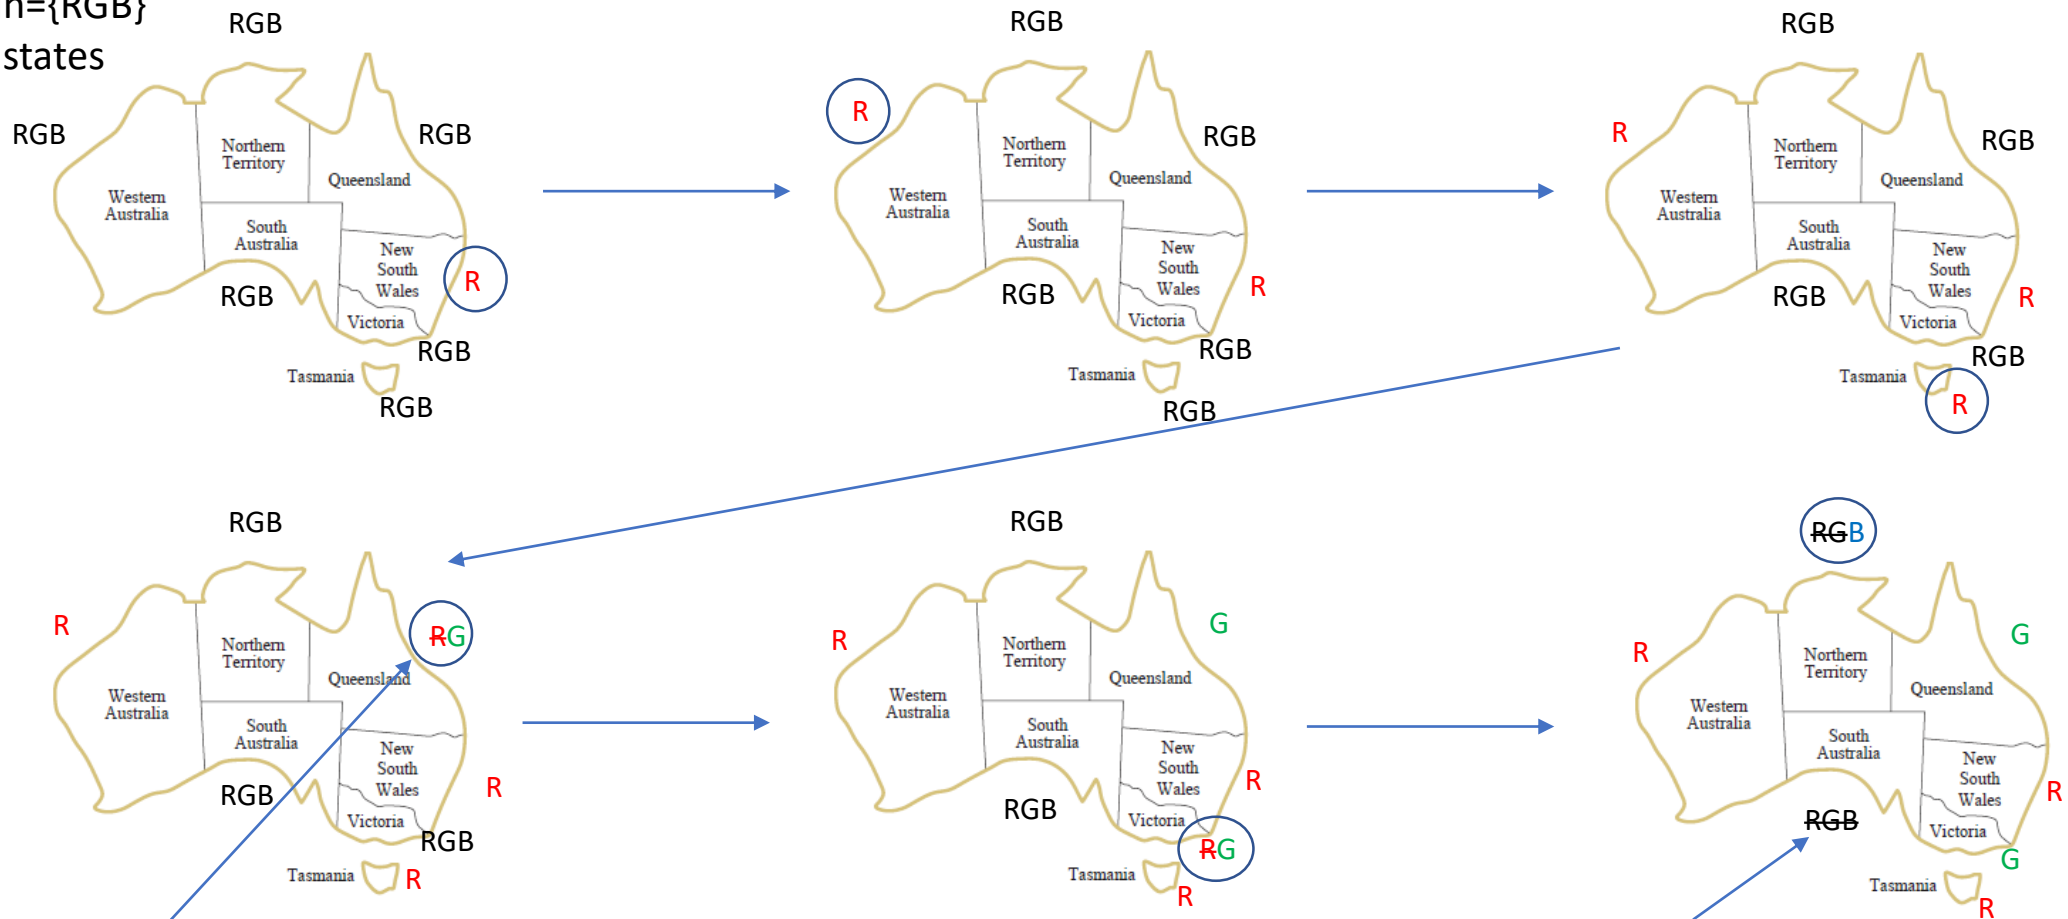 n={RGB}
states
RGB
RGB
RGB
Northern
Territory
Queensland
Western
Australia
South
Australia
New
South
Wales
R
RGB
Victoria
RGB
Tasmania
RGB
RGB
R
RGB
Northern
Territory
Queensland
Western
Australia
South
Australia
New
South
Wales
R
RGB
Victoria
RGB
Tasmania
RGB
RGB
R
RGB
Northern
Territory
Queensland
Western
Australia
South
Australia
New
South
Wales
R
RGB
Victoria
RGB
Tasmania
R
RGB
R
RG
Northern
Territory
Queensland
Western
Australia
South
Australia
New
South
Wales
R
RGB
Victoria
RGB
Tasmania
R
RGB
R
G
Northern
Territory
Queensland
Western
Australia
South
Australia
New
South
Wales
R
RGB
Victoria
RG
Tasmania
R
RGB
R
G
Northern
Territory
Queensland
Western
Australia
South
Australia
New
South
Wales
R
RGB
Victoria
G
Tasmania
R